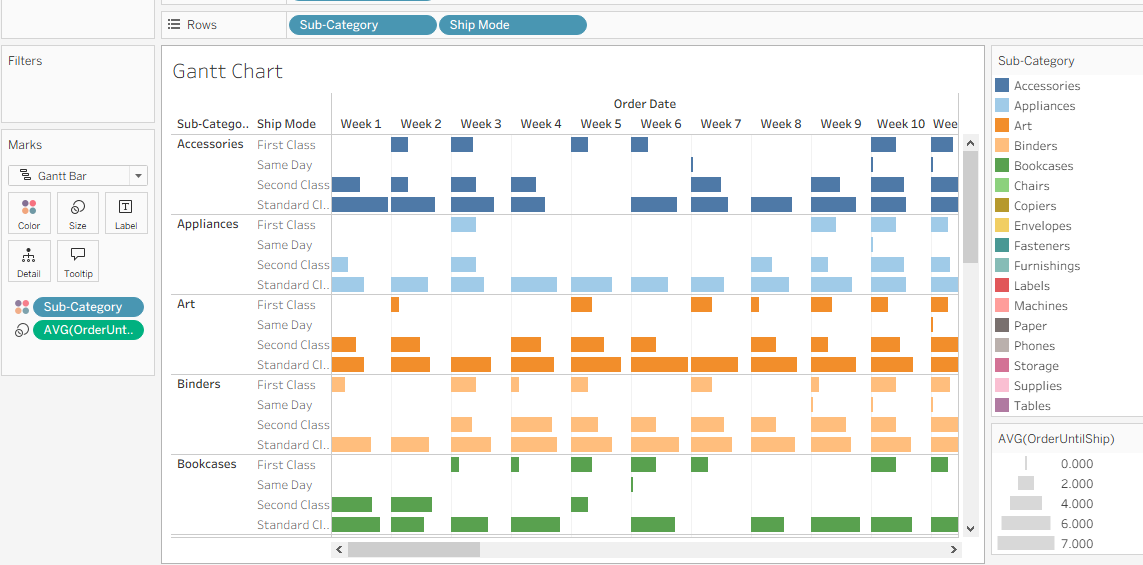 Rows
Sub-Category
Ship Mode
Filters
Marks
Gantt Bar
Color
Size
Label
Detail
Tooltip
Sub-Category
AVG(OrderUnt..
Gantt Chart
Order Date
Sub-Catego.. Ship Mode Week 1 Week 2 Week 3 Week 4 Week 5 Week 6 Week 7 Week 8 Week 9 Week 10 Wee
Accessories First Class
Same Day
Second Class
Standard Cl..
Appliances First Class
Same Day
Second Class
Standard Cl..
Art First Class
Same Day
Second Class
Standard Cl..
Binders First Class
Same Day
Second Class
Standard Cl..
Bookcases First Class
Same Day
Second Class
Standard Cl..
Sub-Category
Accessories
Appliances
Art
Binders
Bookcases
Chairs
Copiers
Envelopes
Fasteners
Furnishings
Labels
Machines
Paper
Phones
Storage
Supplies
Tables
AVG(OrderUntilShip)
0.000
2.000
4.000
6.000
7.000